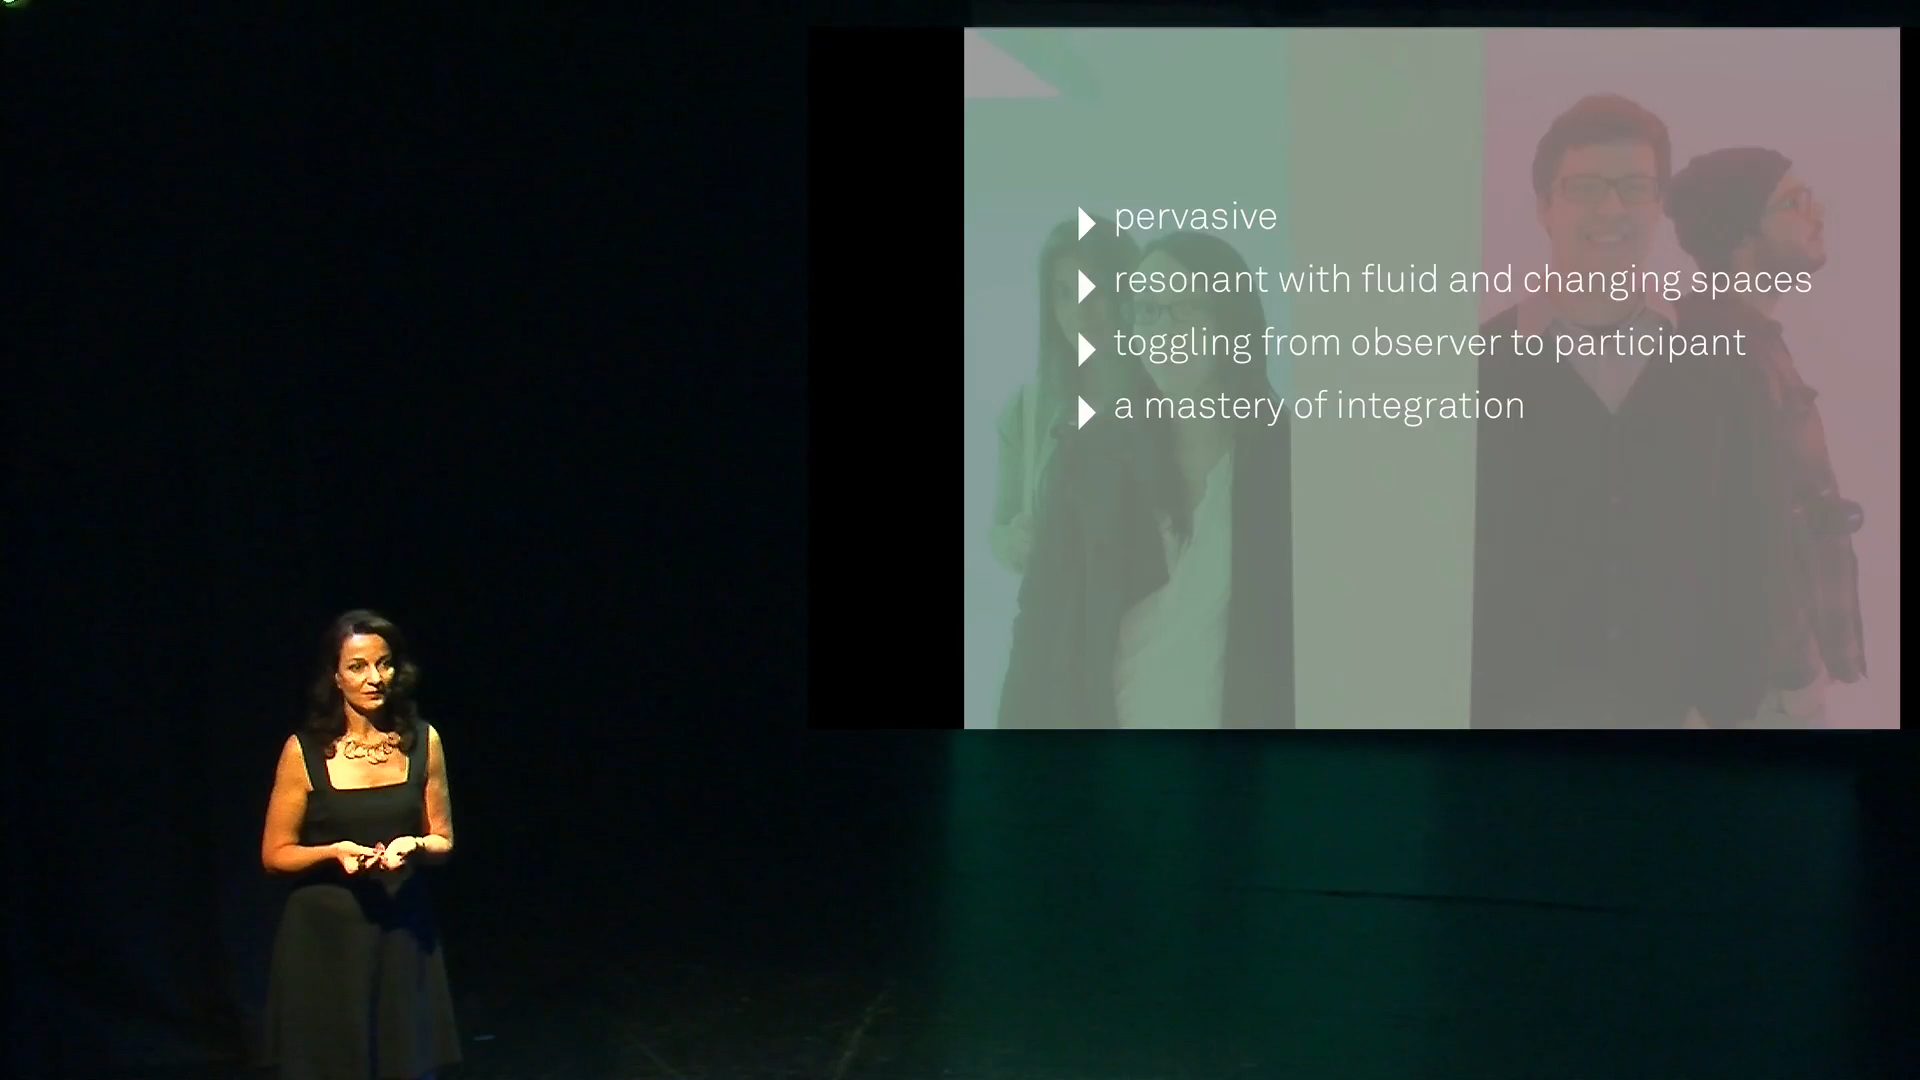 pervasive
resonant with fluid and changing spaces
toggling from observer to participant
a mastery of integration